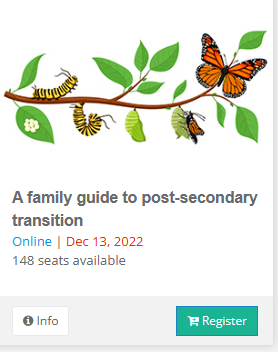 A family guide to post-secondary
transition
Online | Dec 13, 2022
148 seats available
Info
Register